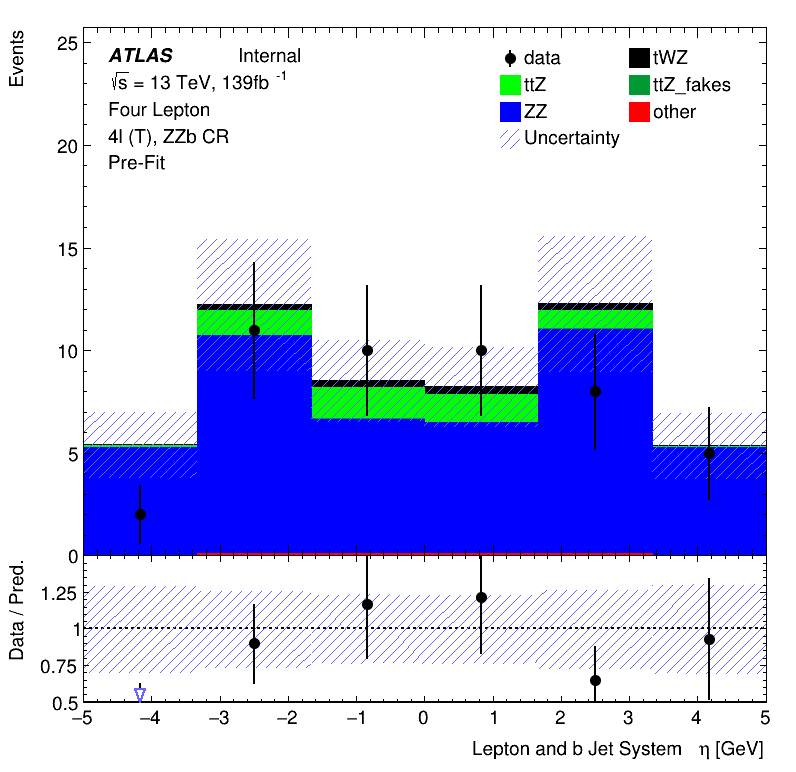 Events
25
20
15
10
5
0
ATLAS Internal
√s = 13 TeV, 139fb -1
Four Lepton
4l (T), ZZb CR
Pre-Fit
data
tWZ
ttZ
ttZ_fakes
ZZ
other
Uncertainty
Data / Pred.
1.25
1
0.75
0.5
−5 −4 −3 −2 −1 0 1 2 3 4 5
Lepton and b Jet System η [GeV]